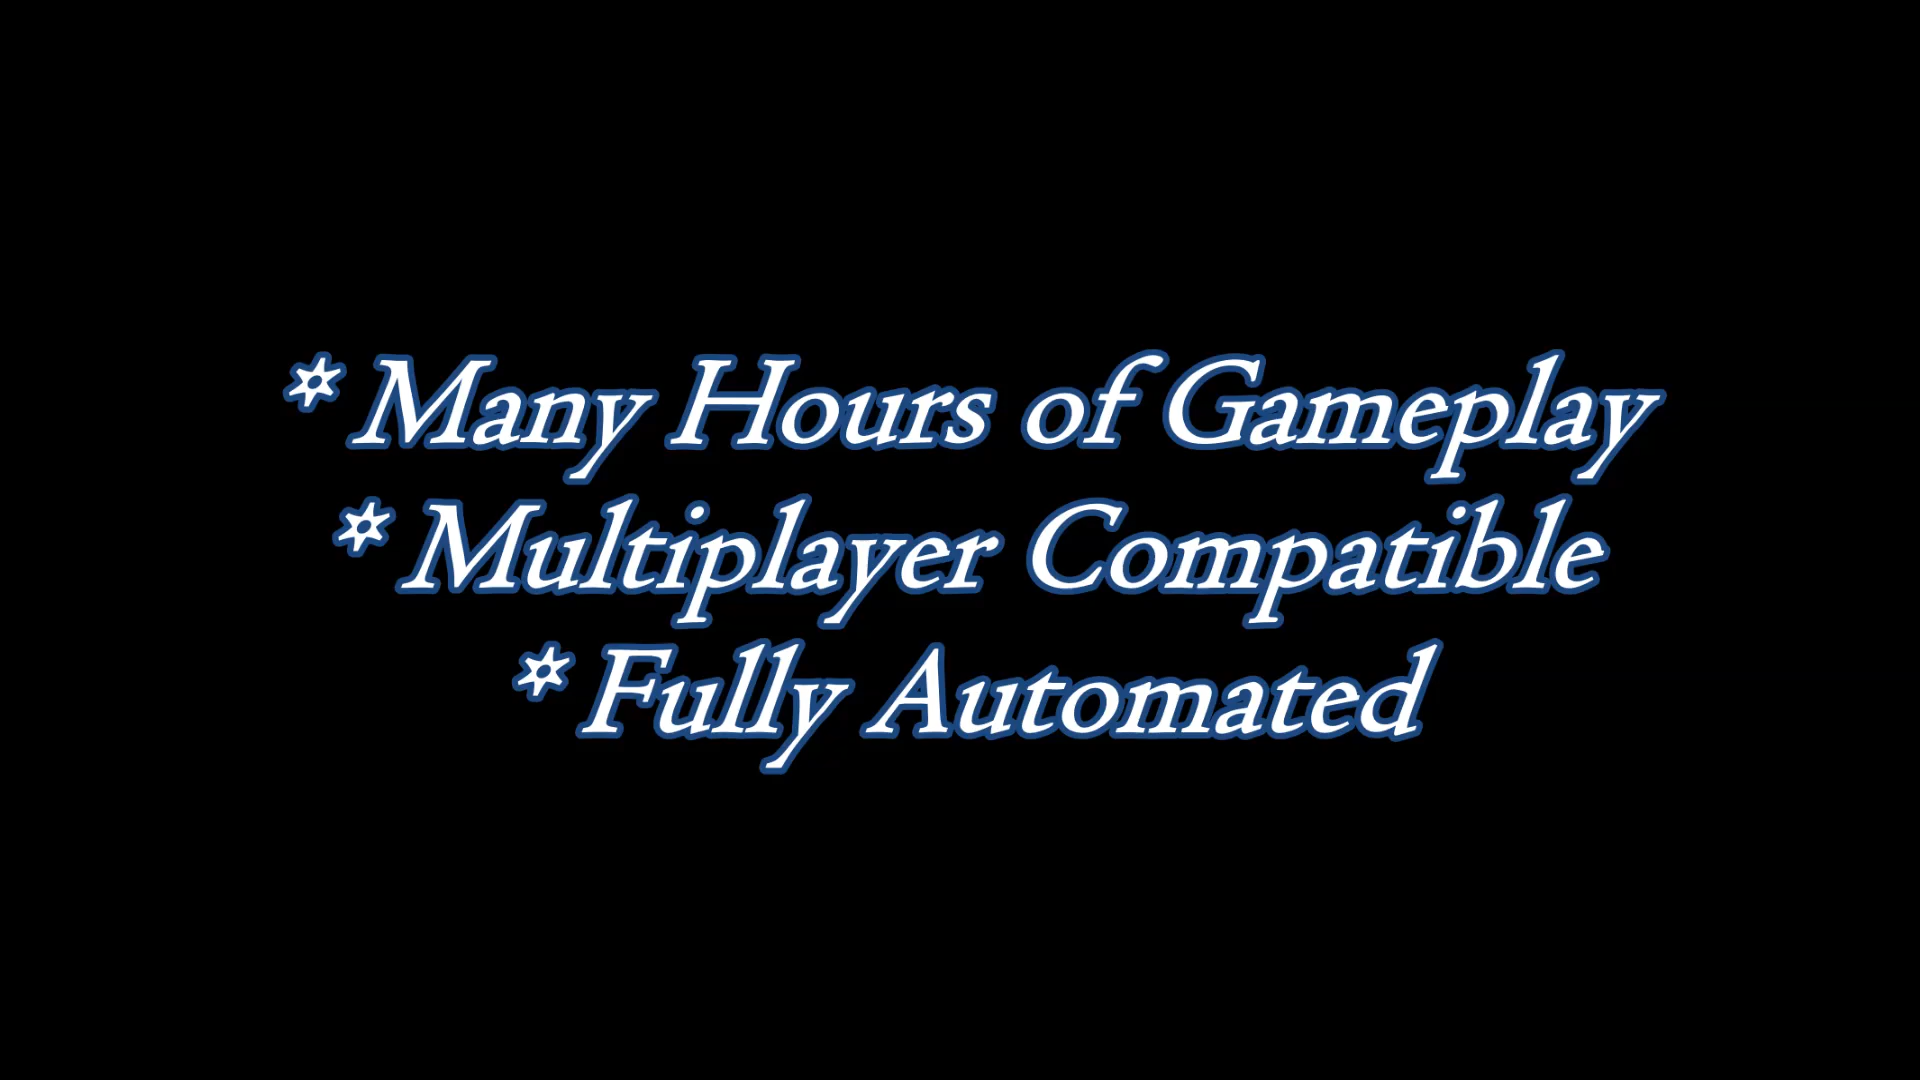 * Many Hours of Gameplay
* Multiplayer Compatible
* Fully Automated